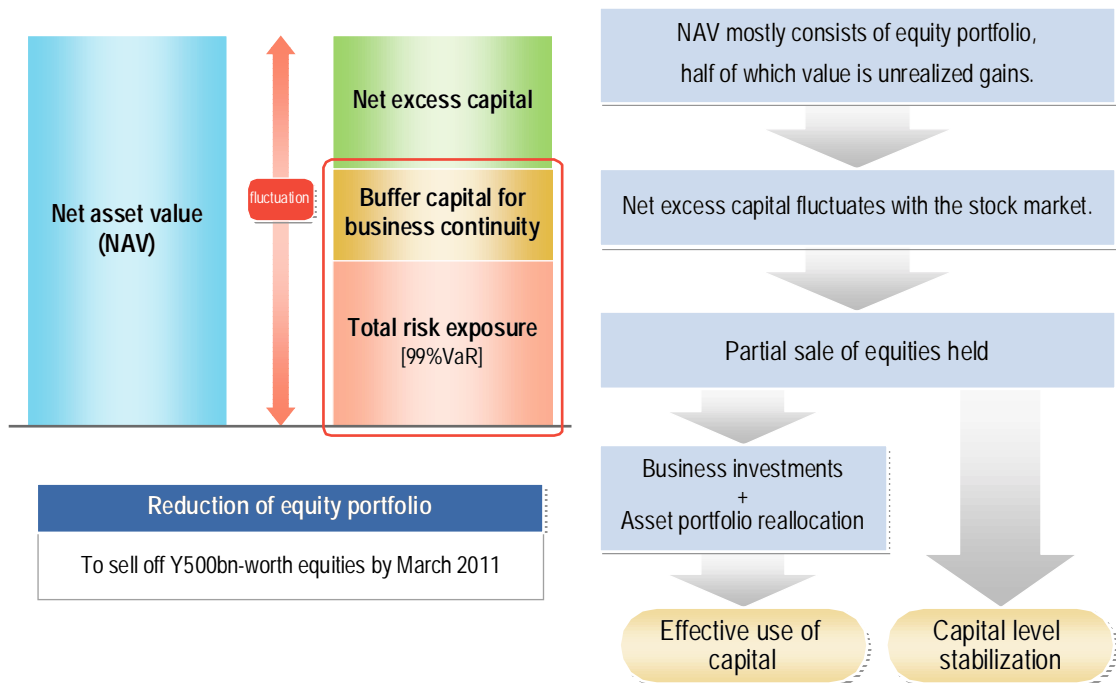 Net asset value
(NAV)
fluctuation
Net excess capital
Buffer capital for
business continuity
Total risk exposure
[99%VaR]
Reduction of equity portfolio
To sell off Y500bn-worth equities by March 2011
NAV mostly consists of equity portfolio,
half of which value is unrealized gains.
Net excess capital fluctuates with the stock market.
Partial sale of equities held
Business investments
+
Asset portfolio reallocation
Effective use of
capital
Capital level
stabilization